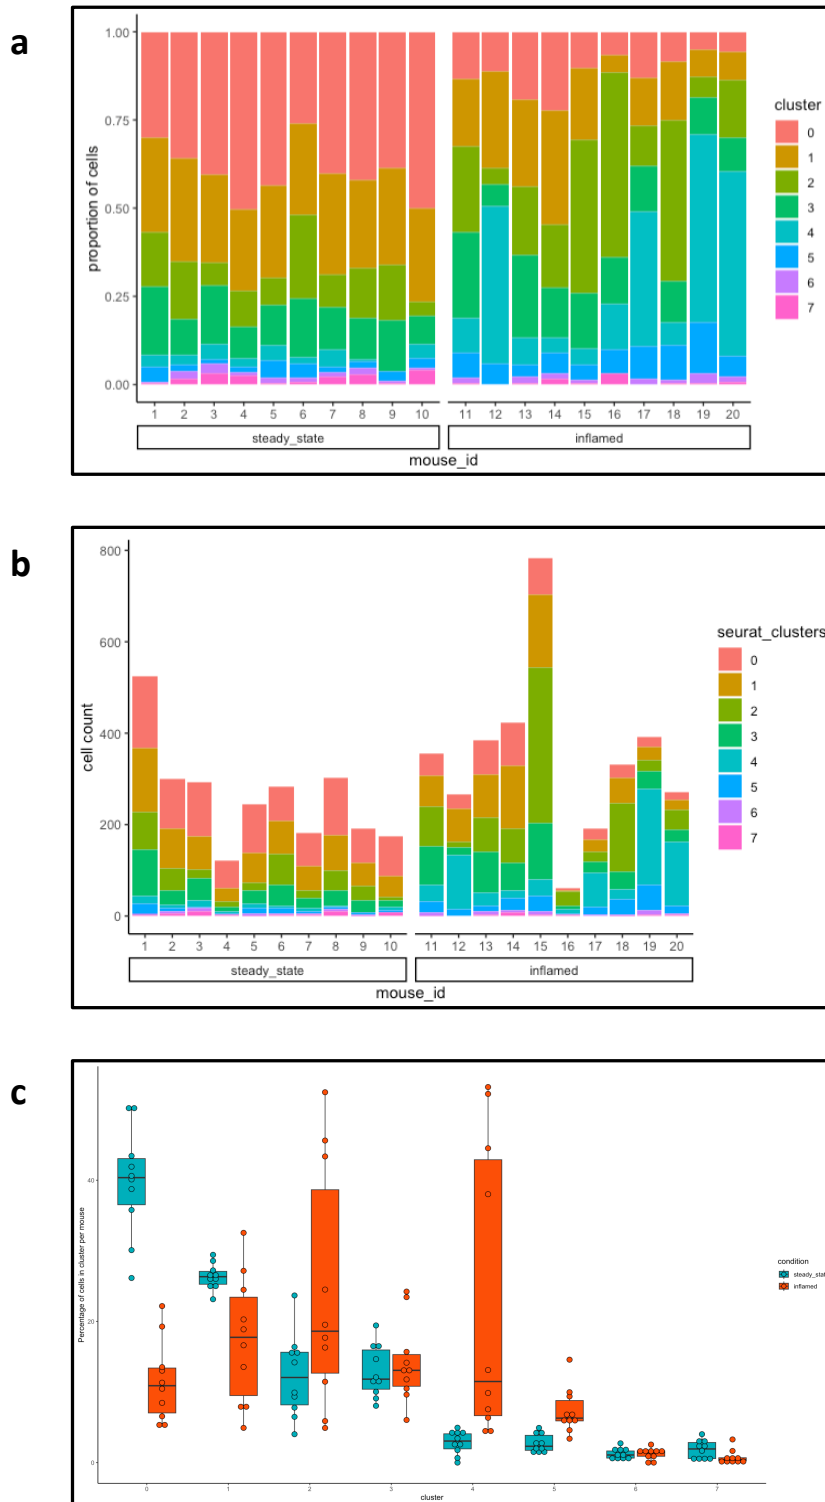 a
1.00
0.75
0.50
0.25
0.00
proportion of cells
1 2 3 4 5 6 7 8 9 10 11 12 13 14 15 16 17 18 19 20
steady_state inflamed
mouse_id
cluster
0
1
2
3
4
5
6
7
b
800
600
400
200
0
cell count
1 2 3 4 5 6 7 8 9 10 11 12 13 14 15 16 17 18 19 20
steady_state inflamed
mouse_id
seurat_clusters
0
1
2
3
4
5
6
7
c
40
20
0
Percentage of cells in cluster per mouse
0 1 2 3 4 5 6 7
cluster
condition
steady_stat
inflamed